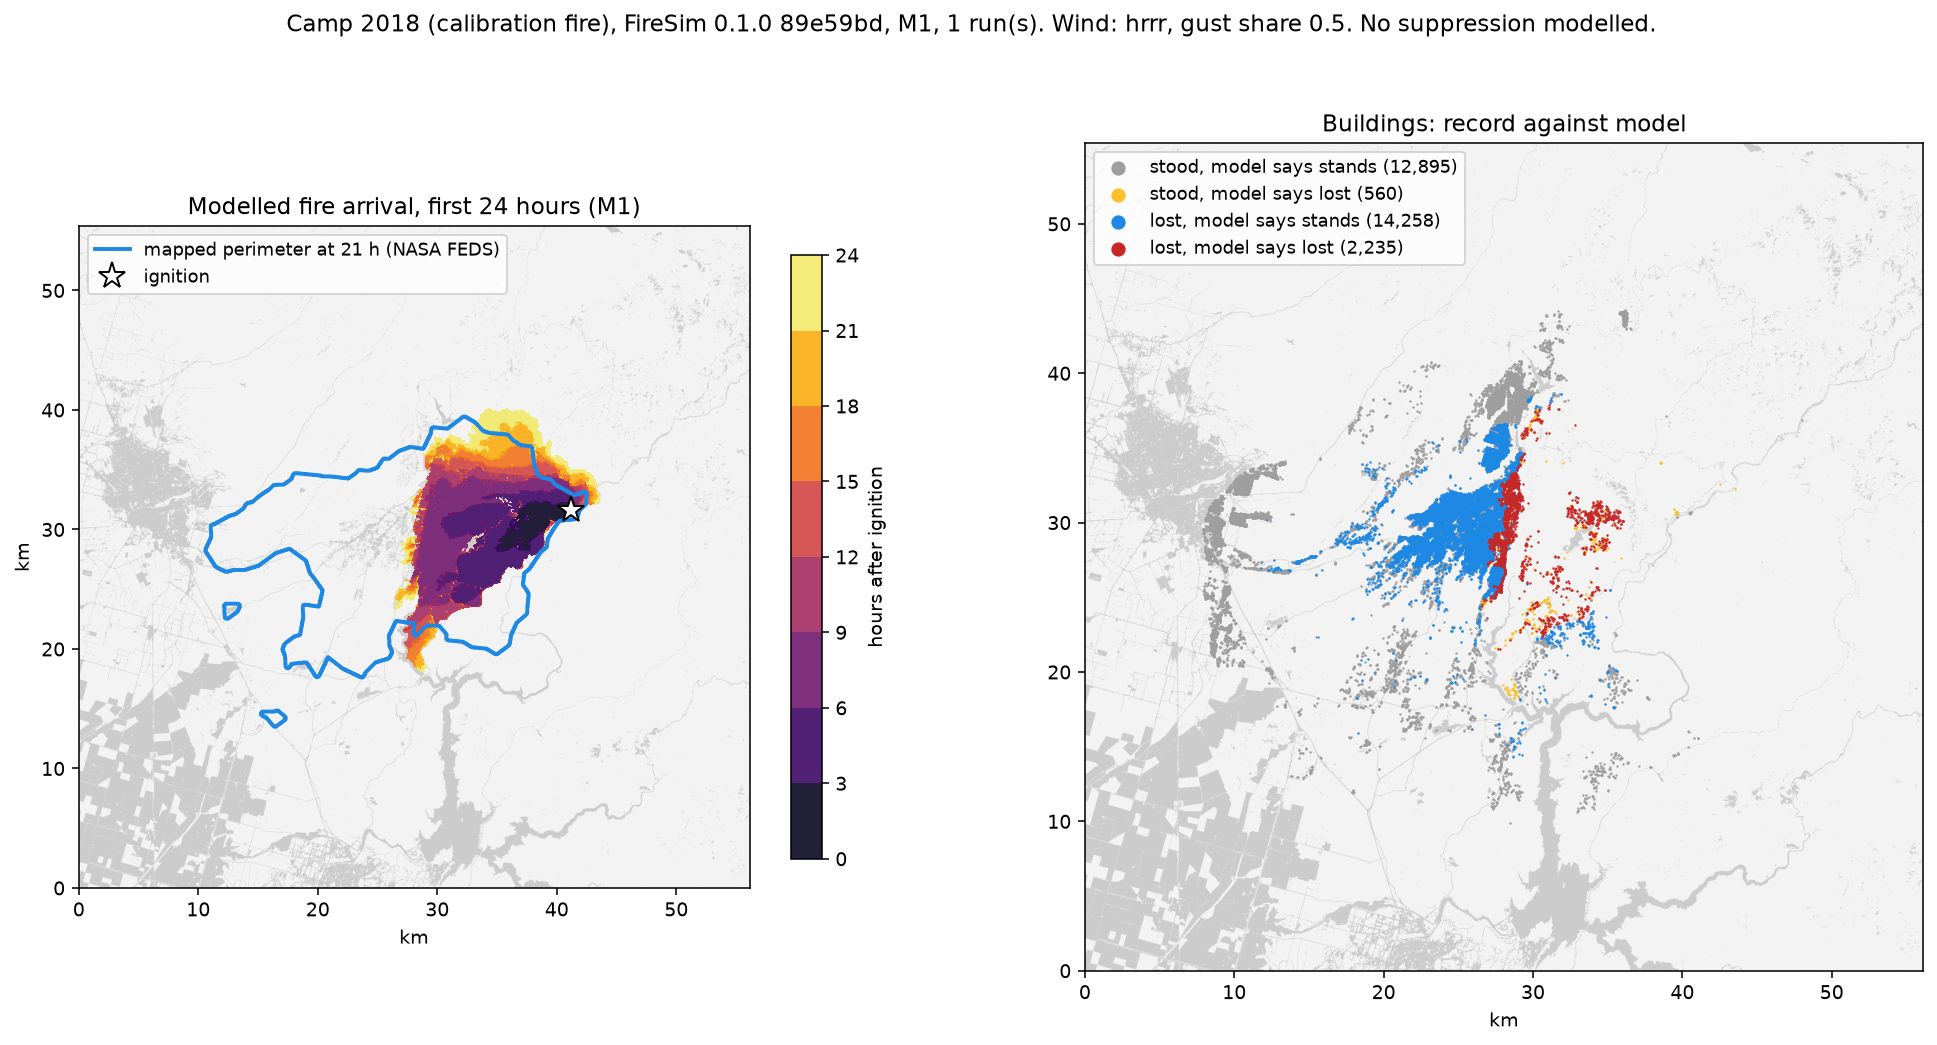 Camp 2018 (calibration fire), FireSim 0.1.0 89e59bd, M1, 1 run(s). Wind: hrrr, gust share 0.5. No suppression modelled.
Modelled fire arrival, first 24 hours (M1)
mapped perimeter at 21 h (NASA FEDS)
ignition
50
40
30
20
10
0
km
0
10
20
30
40
50
km
24
21
18
15
12
9
6
3
0
hours after ignition
Buildings: record against model
stood, model says stands (12,895)
stood, model says lost (560)
lost, model says stands (14,258)
lost, model says lost (2,235)
50
40
30
20
10
0
0
10
20
30
40
50
km